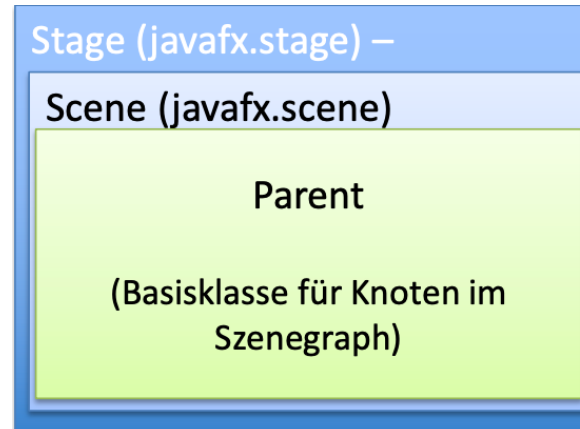 Stage (javafx.stage) –
Scene (javafx.scene)
Parent
(Basisklasse für Knoten im
Szenegraph)